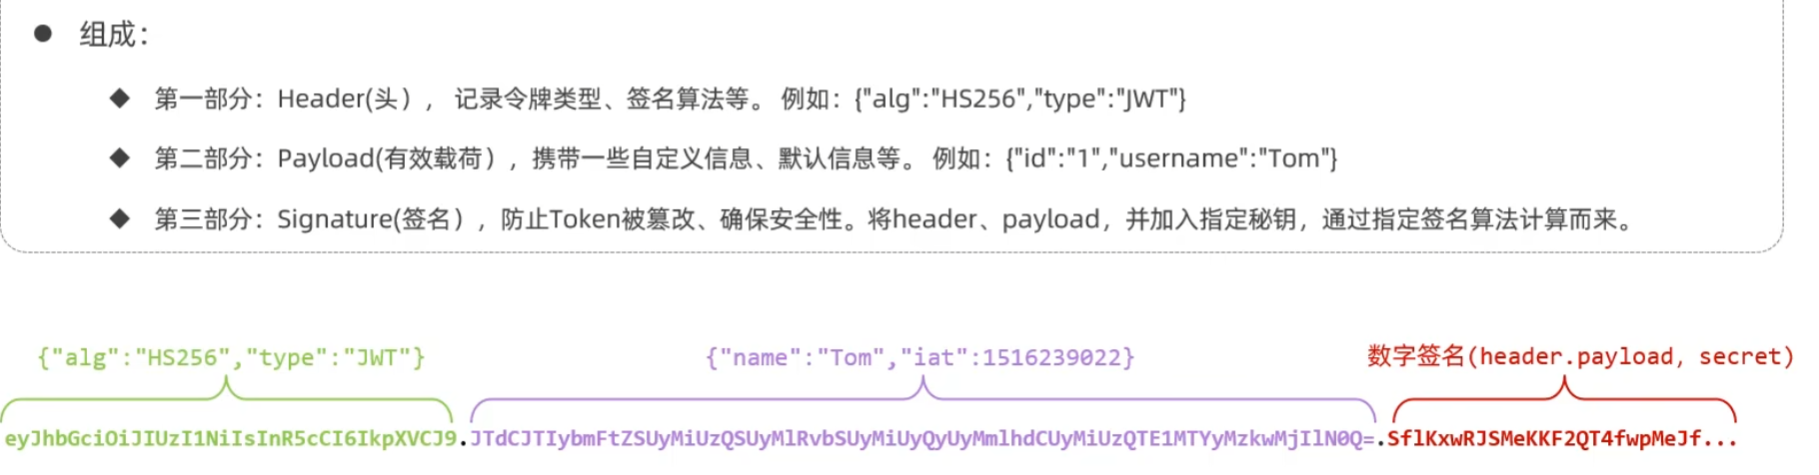 ● 组成：
◆ 第一部分：Header(头）， 记录令牌类型、签名算法等。 例如：{"alg":"HS256","type":"JWT"}
◆ 第二部分：Payload(有效载荷），携带一些自定义信息、默认信息等。 例如：{"id":"1","username":"Tom"}
◆ 第三部分：Signature(签名），防止Token被篡改、确保安全性。将header、payload，并加入指定秘钥，通过指定签名算法计算而来。
{"alg":"HS256","type":"JWT"} {"name":"Tom","iat":1516239022} 数字签名(header.payload, secret)
eyJhbGciOiJIUzI1NiIsInR5cCI6IkpXVCJ9.JTdCJTIybmFtZSUyMiUzQSUyMlRvbSUyMiUyQyUyMmlhdCUyMiUzQTE1MTYyMzkwMjIlN0Q=.SflKxwRJSMeKKF2QT4fwpMeJf...